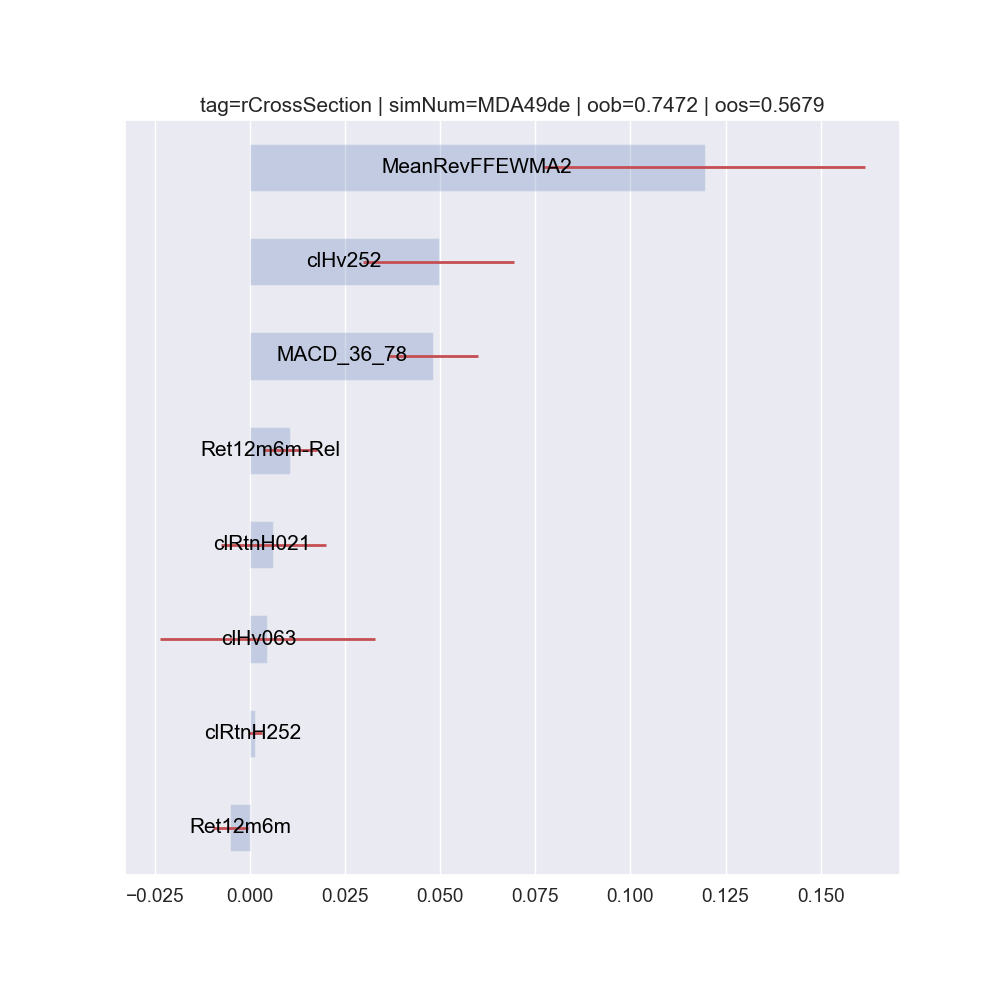 tag=rCrossSection | simNum=MDA49de | oob=0.7472 | oos=0.5679
MeanRevFFEWMA2
clHv252
MACD_36_78
Ret12m6m-Rel
clRtnH021
clHv063
clRtnH252
Ret12m6m
−0.025 0.000 0.025 0.050 0.075 0.100 0.125 0.150